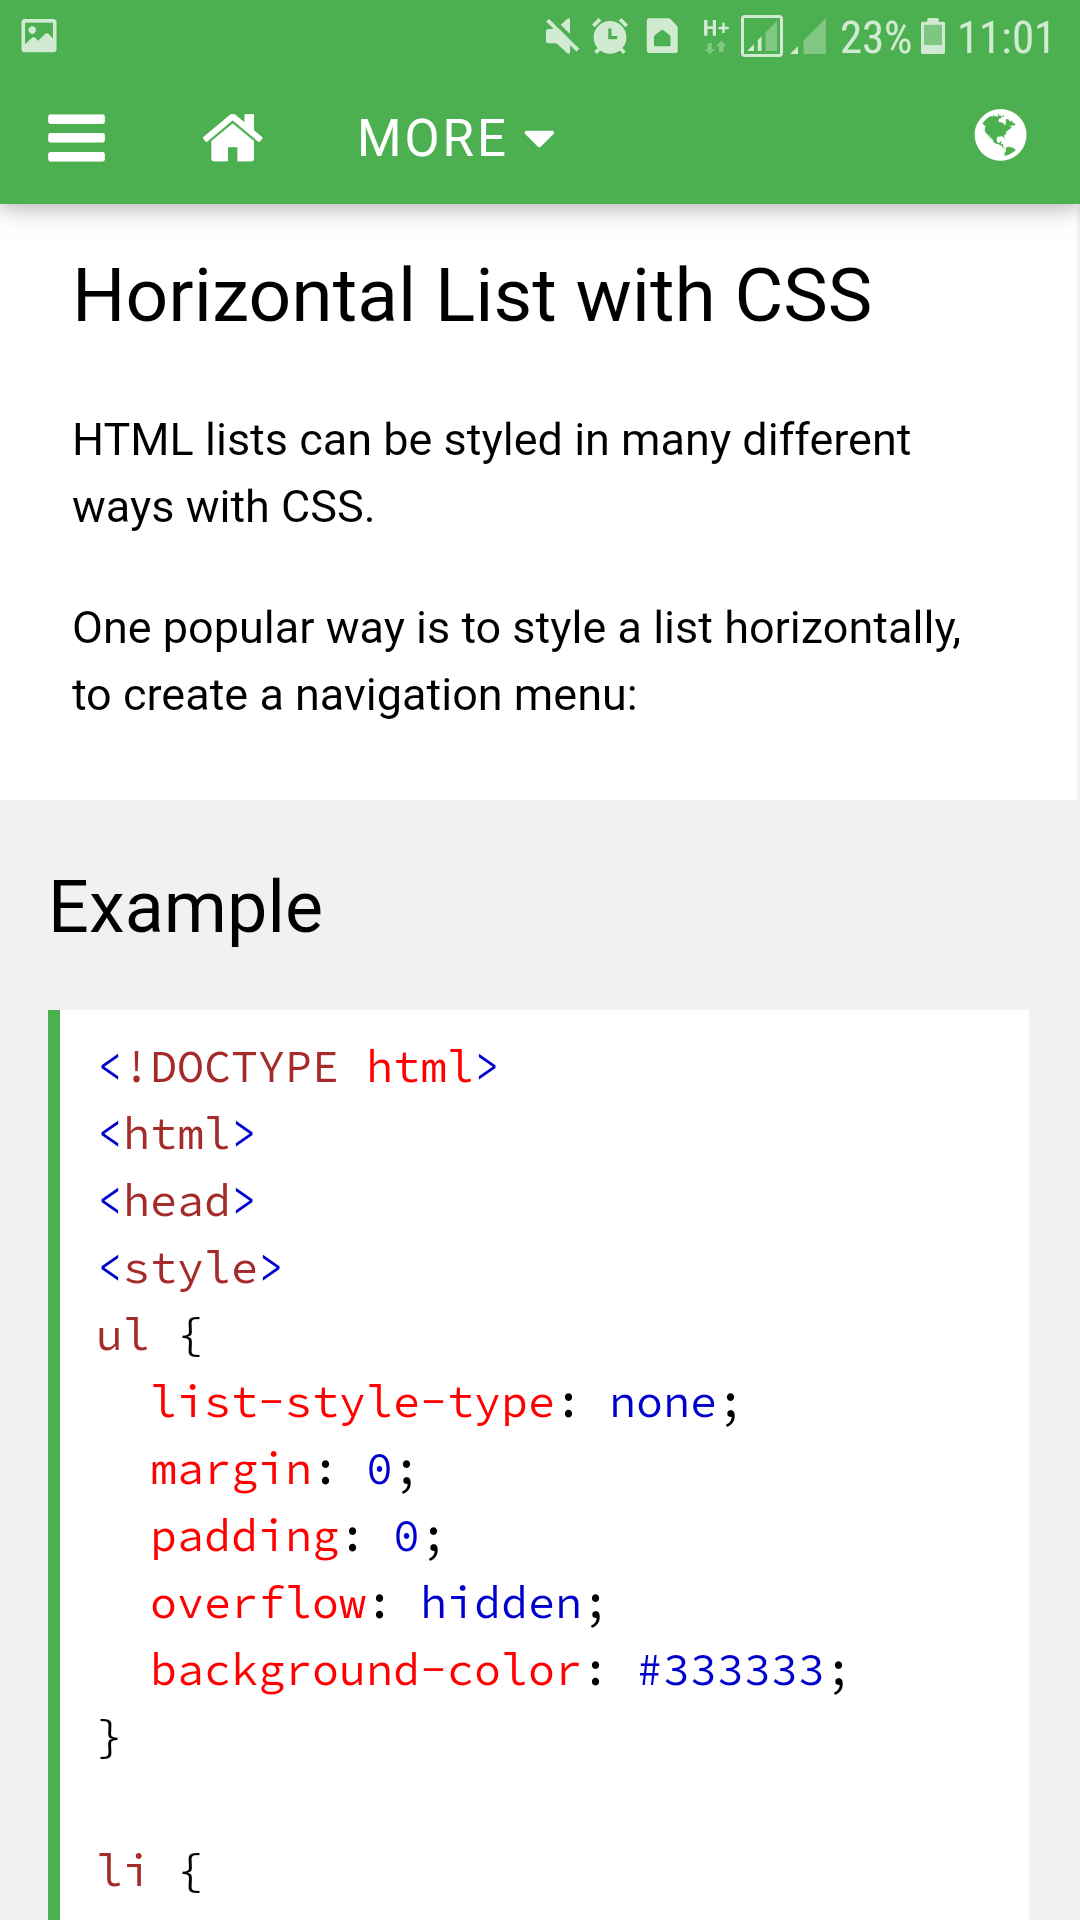 H+ 23% 11:01
MORE
Horizontal List with CSS
HTML lists can be styled in many different
ways with CSS.
One popular way is to style a list horizontally,
to create a navigation menu:
Example
<!DOCTYPE html>
<html>
<head>
<style>
ul {
  list-style-type: none;
  margin: 0;
  padding: 0;
  overflow: hidden;
  background-color: #333333;
}
li {